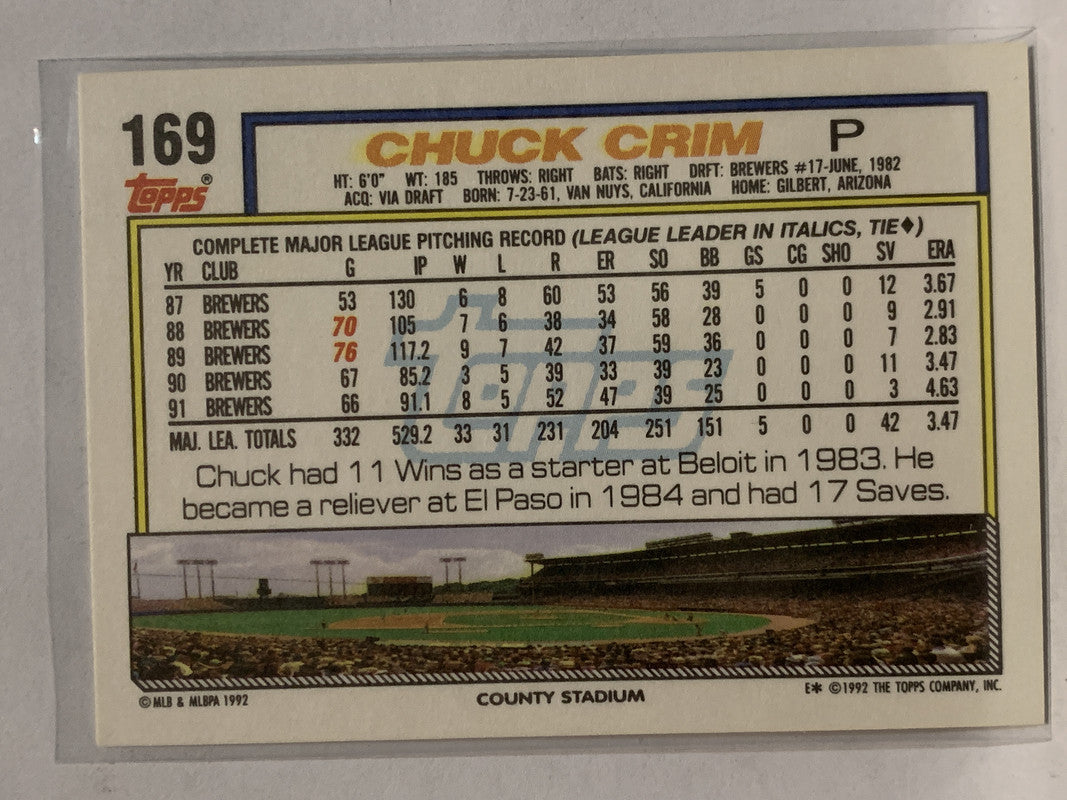 169
CHUCK CRIM P
topps®
HT: 6'0" WT: 185 THROWS: RIGHT BATS: RIGHT DRFT: BREWERS #17-JUNE, 1982
ACQ: VIA DRAFT BORN: 7-23-61, VAN NUYS, CALIFORNIA HOME: GILBERT, ARIZONA
COMPLETE MAJOR LEAGUE PITCHING RECORD (LEAGUE LEADER IN ITALICS, TIE♦)
YR CLUB G IP W L R ER SO BB GS CG SHO SV ERA
87 BREWERS 53 130 6 8 60 53 56 39 5 0 0 12 3.67
88 BREWERS 70 105 7 6 38 34 58 28 0 0 0 9 2.91
89 BREWERS 76 117.2 9 7 42 37 59 36 0 0 0 7 2.83
90 BREWERS 67 85.2 3 5 39 33 39 23 0 0 0 11 3.47
91 BREWERS 66 91.1 8 5 52 47 39 25 0 0 0 3 4.63
MAJ. LEA. TOTALS 332 529.2 33 31 231 204 251 151 5 0 0 42 3.47
topps
Chuck had 11 Wins as a starter at Beloit in 1983. He
became a reliever at El Paso in 1984 and had 17 Saves.
© MLB & MLBPA 1992
COUNTY STADIUM
E* ©1992 THE TOPPS COMPANY, INC.